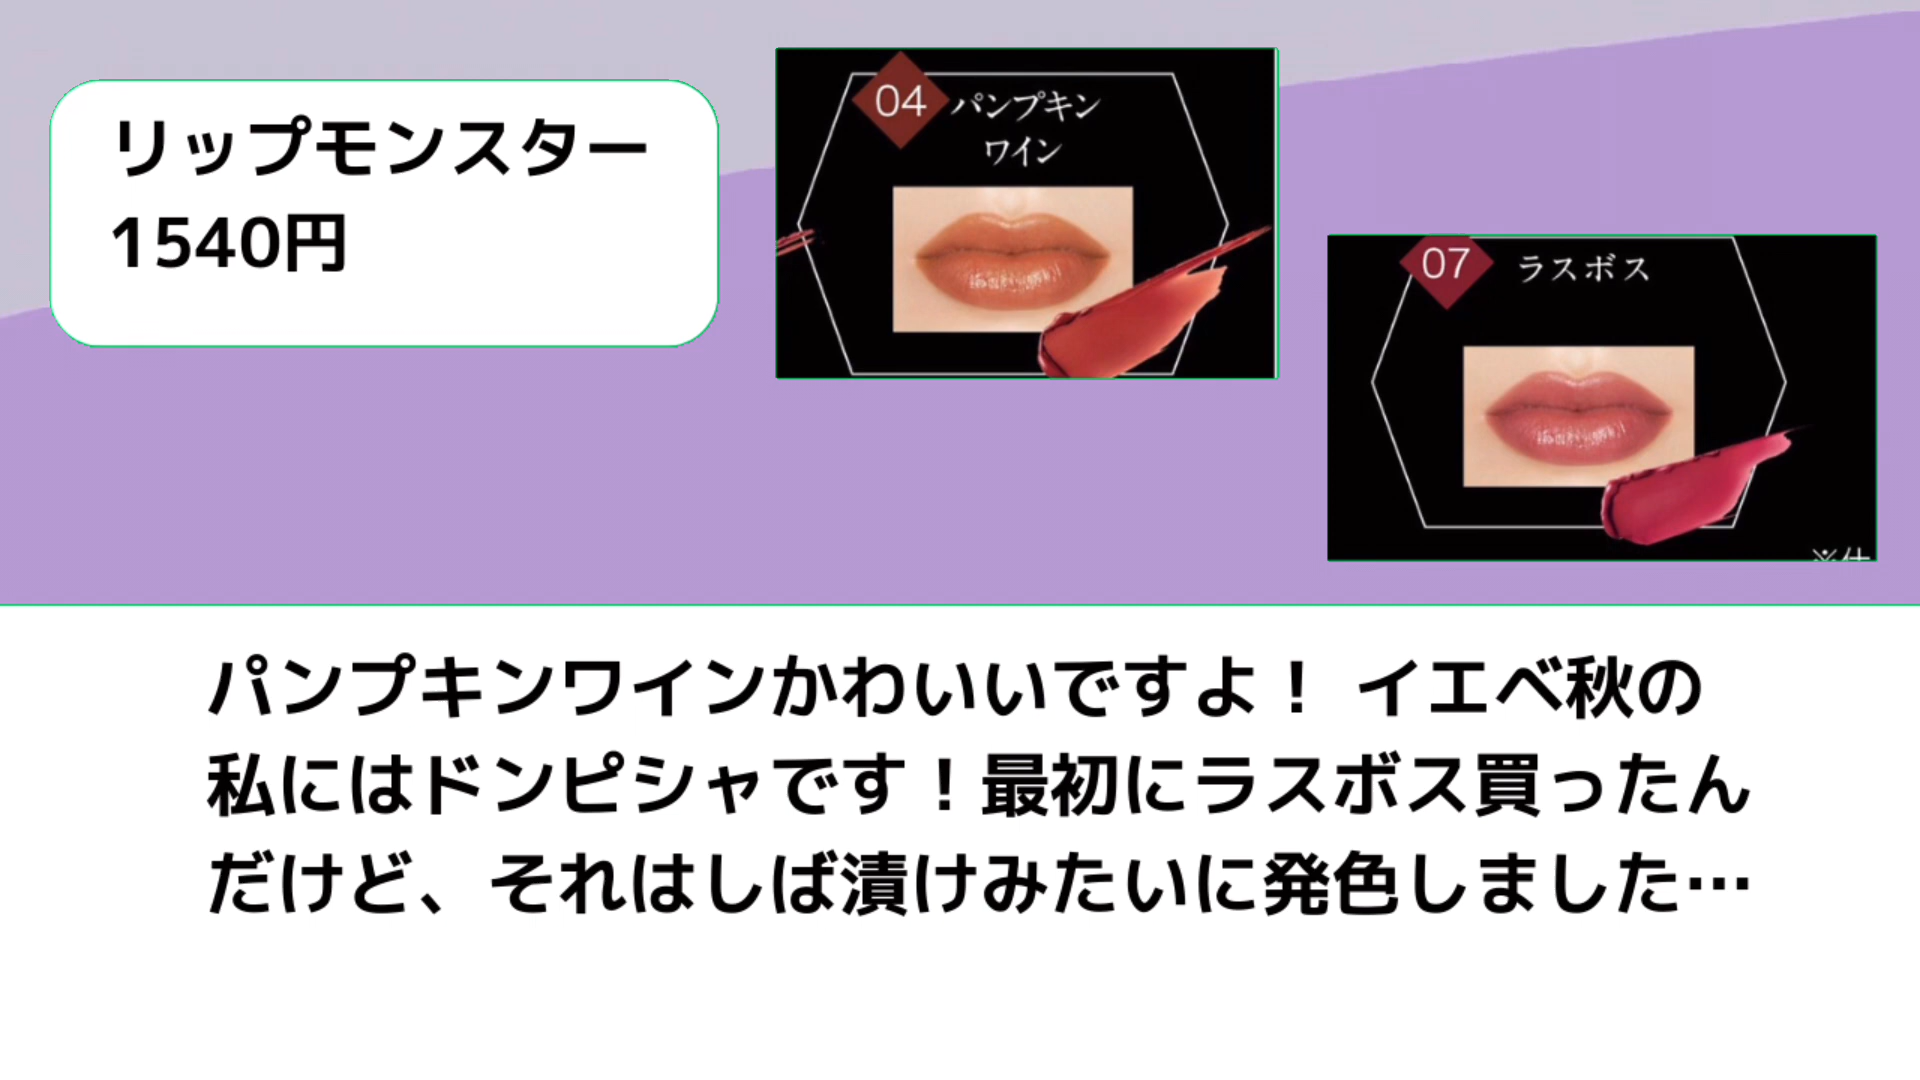 リップモンスター
1540円
04 パンプキン
ワイン
07 ラスボス
パンプキンワインかわいいですよ！ イエベ秋の
私にはドンピシャです！最初にラスボス買ったん
だけど、それはしば漬けみたいに発色しました…